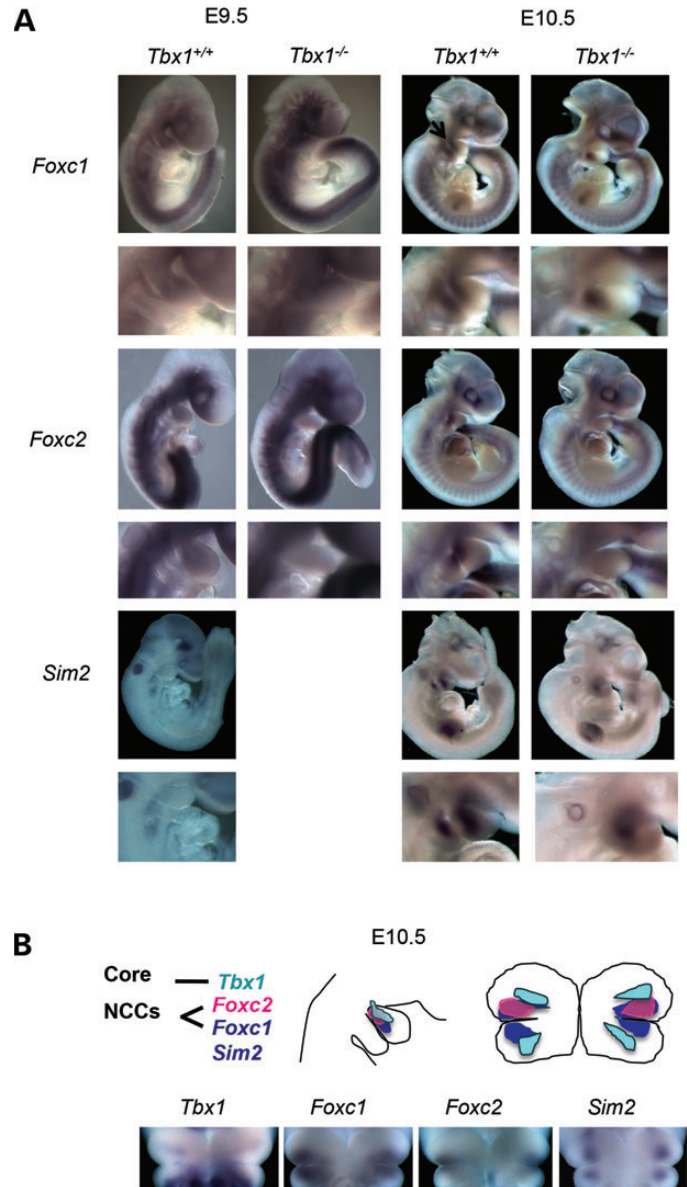 A
E9.5 E10.5
Tbx1+/+ Tbx1-/- Tbx1+/+ Tbx1-/-
Foxc1
Foxc2
Sim2
B
E10.5
Core Tbx1
NCCs Foxc2
Foxc1
Sim2
Tbx1 Foxc1 Foxc2 Sim2